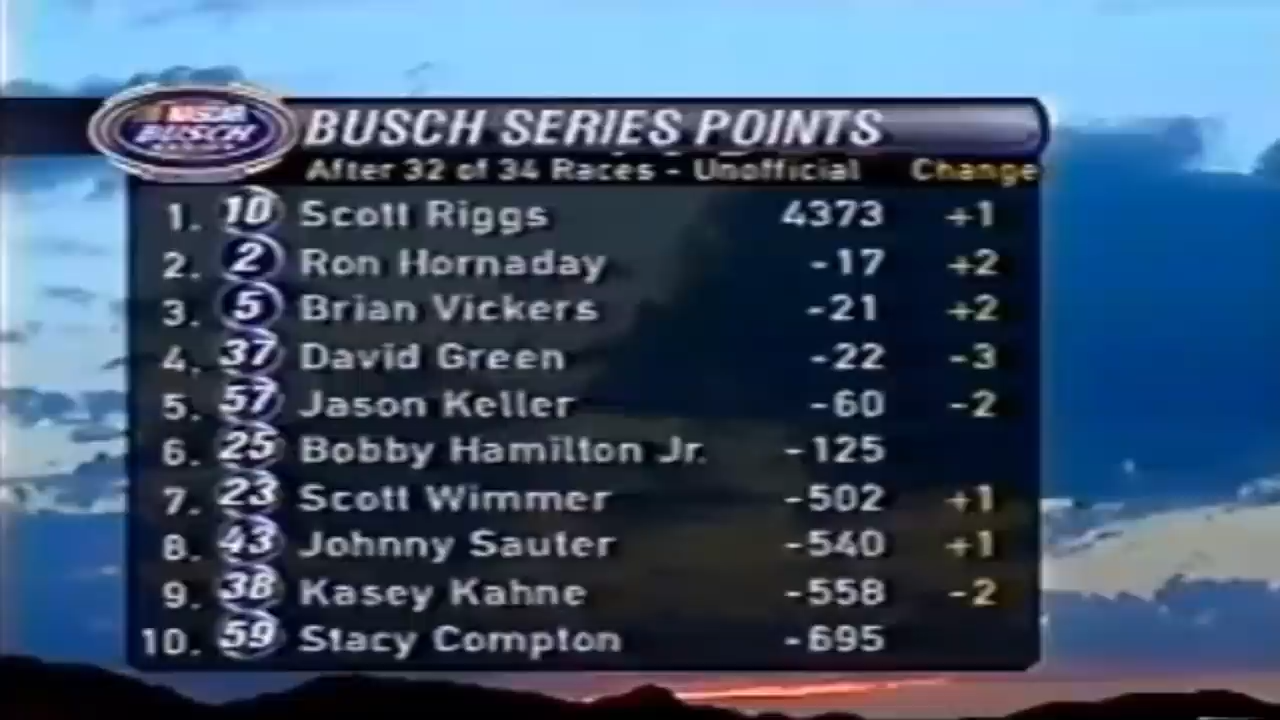 NASCAR
BUSCH
BUSCH SERIES POINTS
After 32 of 34 Races - Unofficial Change
1. 10 Scott Riggs 4373 +1
2. 2 Ron Hornaday -17 +2
3. 5 Brian Vickers -21 +2
4. 37 David Green -22 -3
5. 57 Jason Keller -60 -2
6. 25 Bobby Hamilton Jr. -125
7. 23 Scott Wimmer -502 +1
8. 43 Johnny Sauter -540 +1
9. 38 Kasey Kahne -558 -2
10. 59 Stacy Compton -695